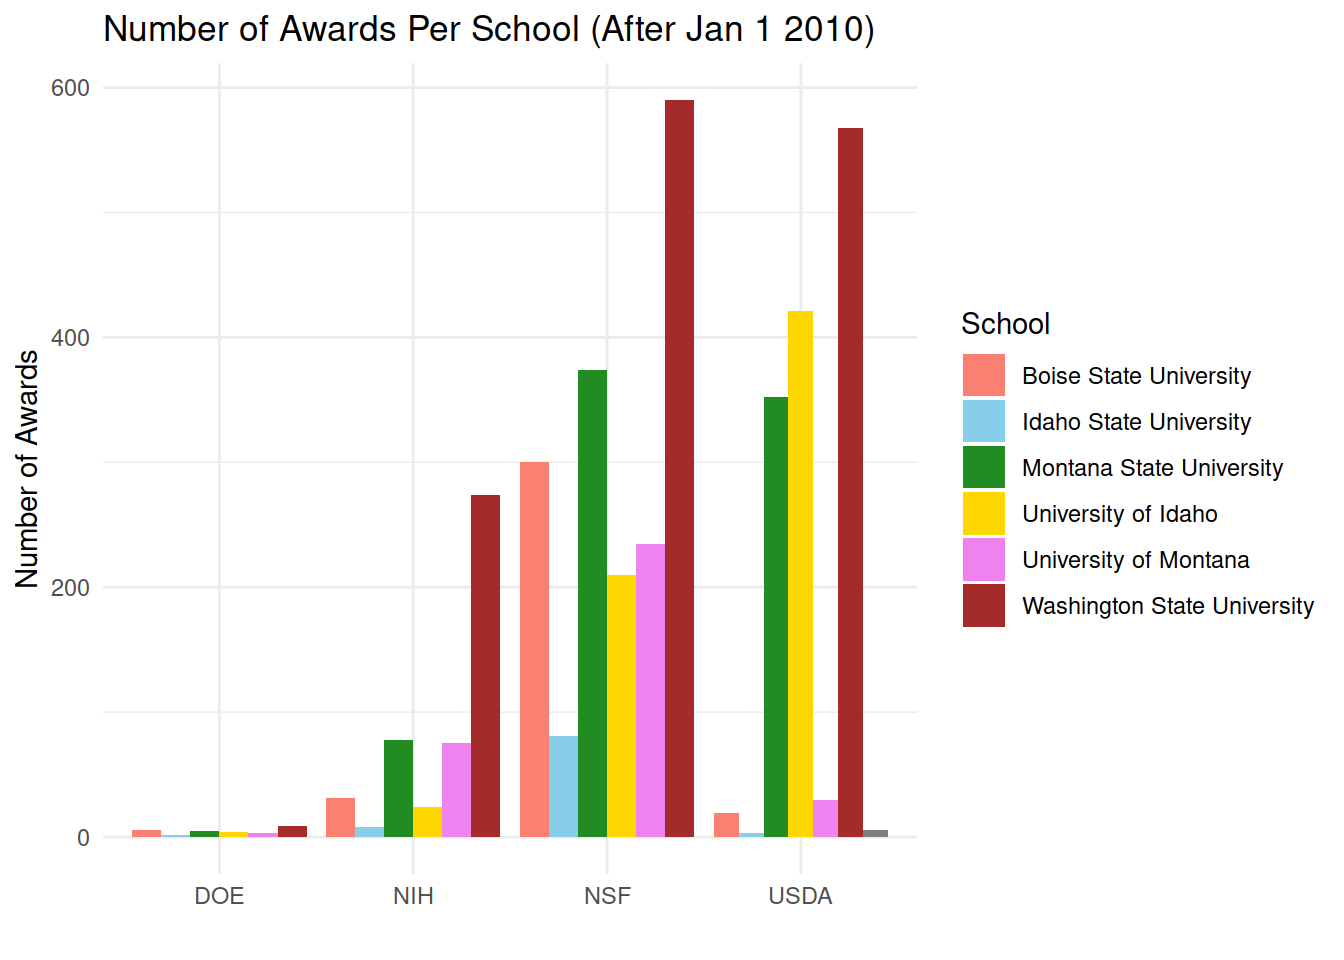 Number of Awards Per School (After Jan 1 2010)
Number of Awards
600
400
200
0
DOE
NIH
NSF
USDA
School
Boise State University
Idaho State University
Montana State University
University of Idaho
University of Montana
Washington State University